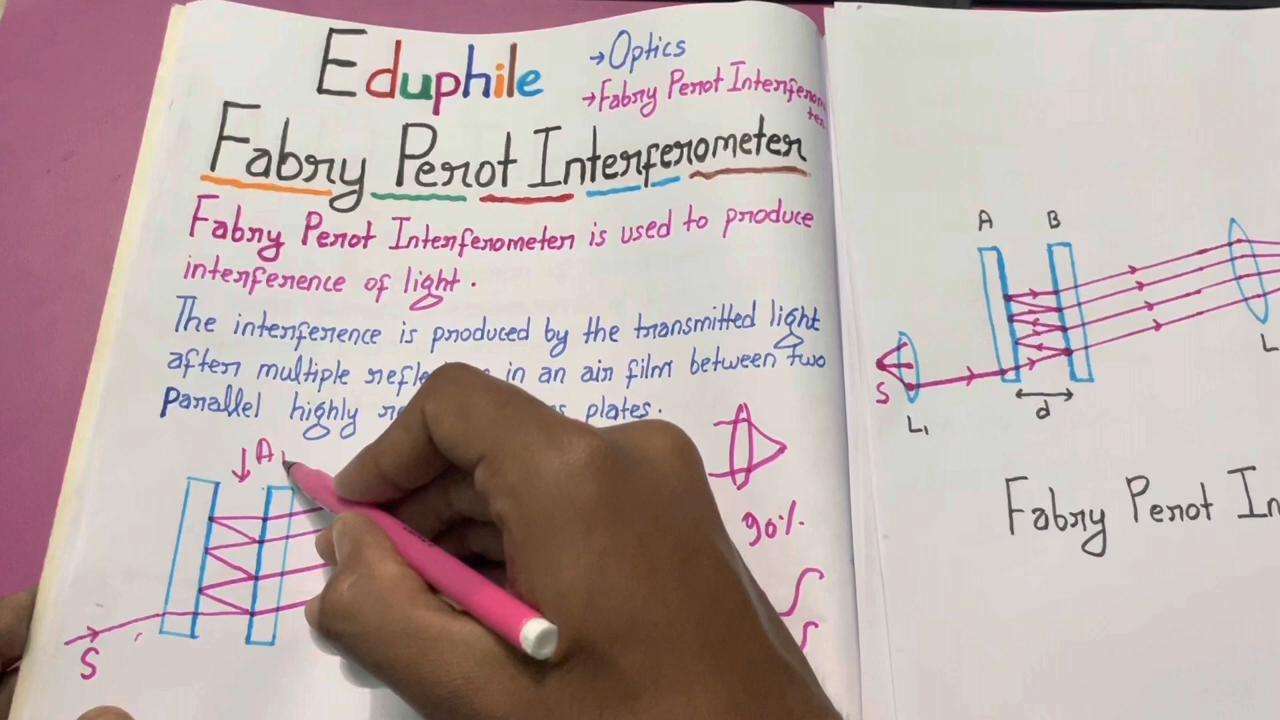 Eduphile
→ Optics
→ Fabry Perot Interferom
ter
Fabry Perot Interferometer
Fabry Perot Interferometer is used to produce
interference of light.
The interference is produced by the transmitted light
after multiple in an air film between two
Parallel highly plates.
A
90%
S
A B
S
L₁
d
L
Fabry Perot In